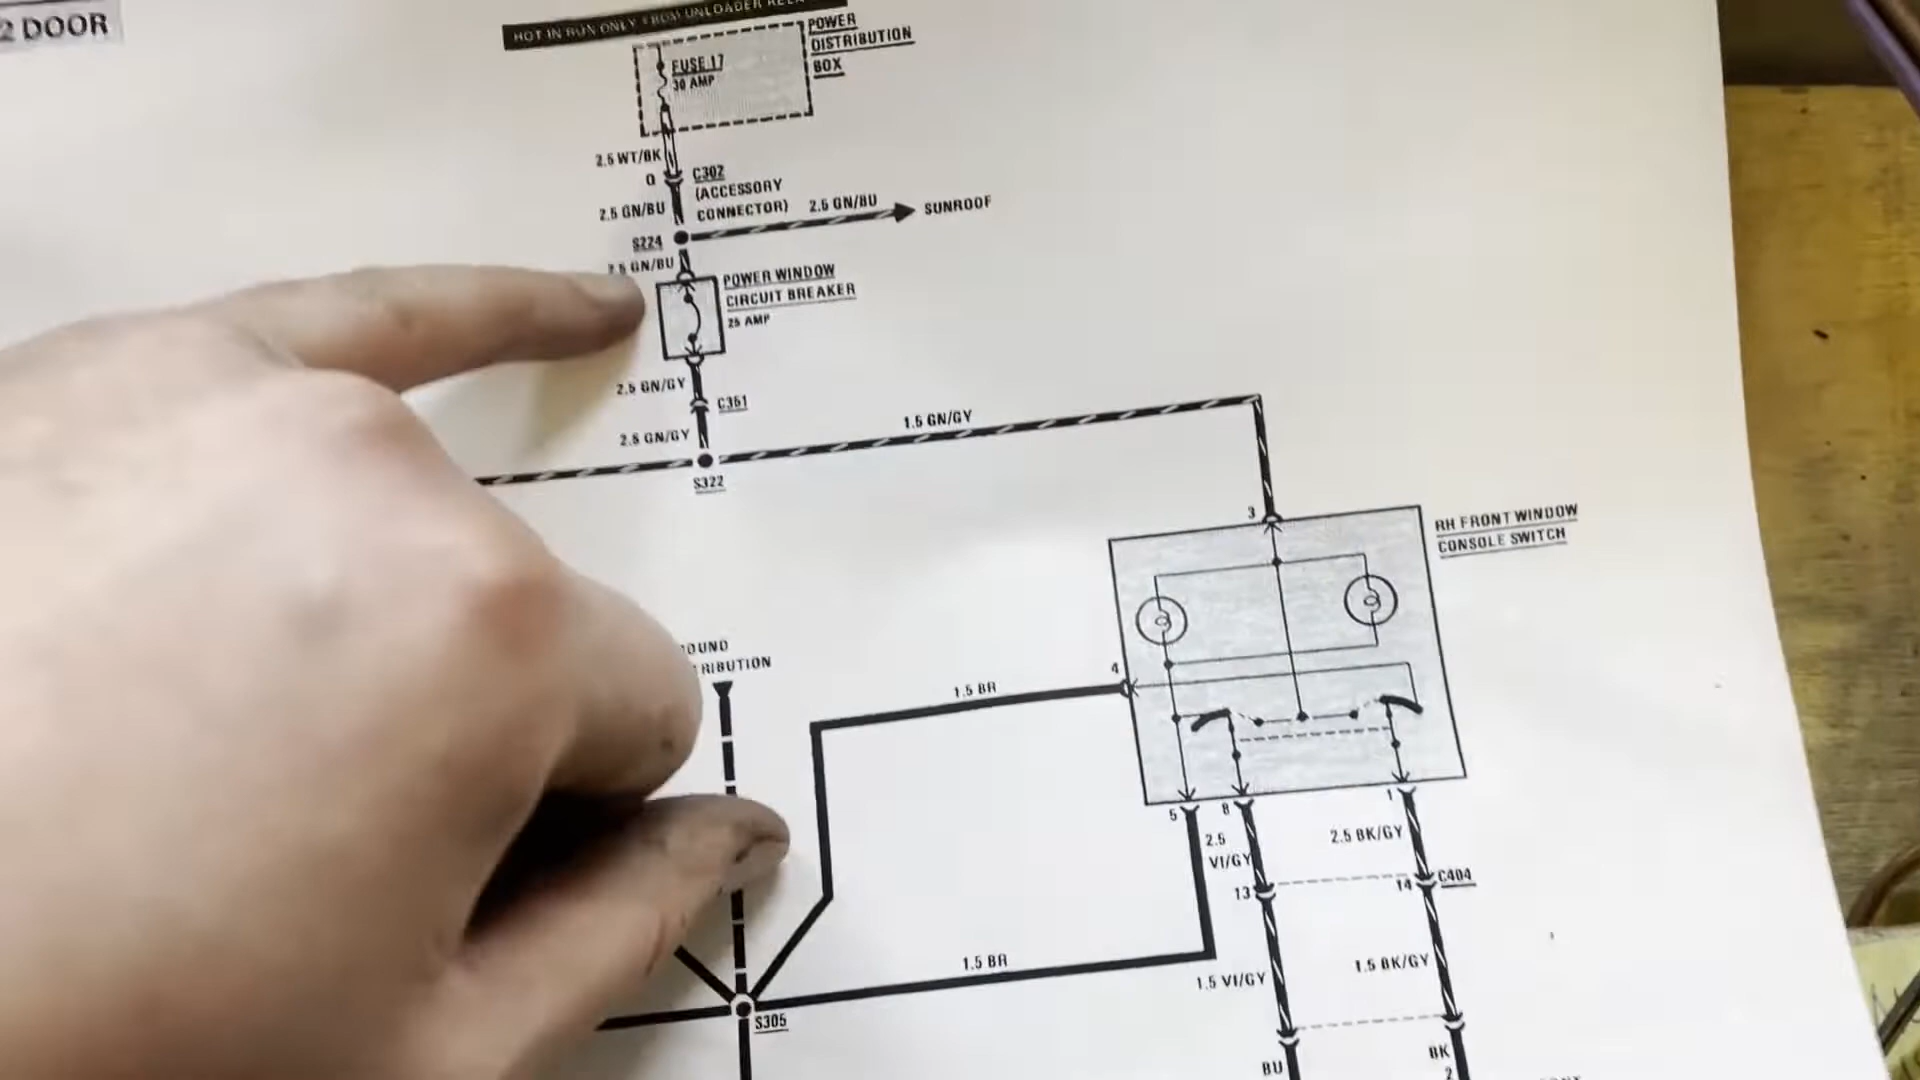 2 DOOR
HOT IN RUN ONLY FROM UNLOADER RELA
POWER
DISTRIBUTION
BOX
FUSE 17
30 AMP
2.5 WT/BK
Q
C302
(ACCESSORY
CONNECTOR)
2.5 GN/BU
2.5 GN/BU
SUNROOF
S224
2.5 GN/BU
POWER WINDOW
CIRCUIT BREAKER
25 AMP
2.5 GN/GY
C351
2.5 GN/GY
1.5 GN/GY
S322
3
RH FRONT WINDOW
CONSOLE SWITCH
OUND
RIBUTION
4
1.5 BR
5
8
1
2.5
VI/GY
2.5 BK/GY
13
14
C404
1.5 BR
1.5 VI/GY
1.5 BK/GY
S305
BU
BK
2